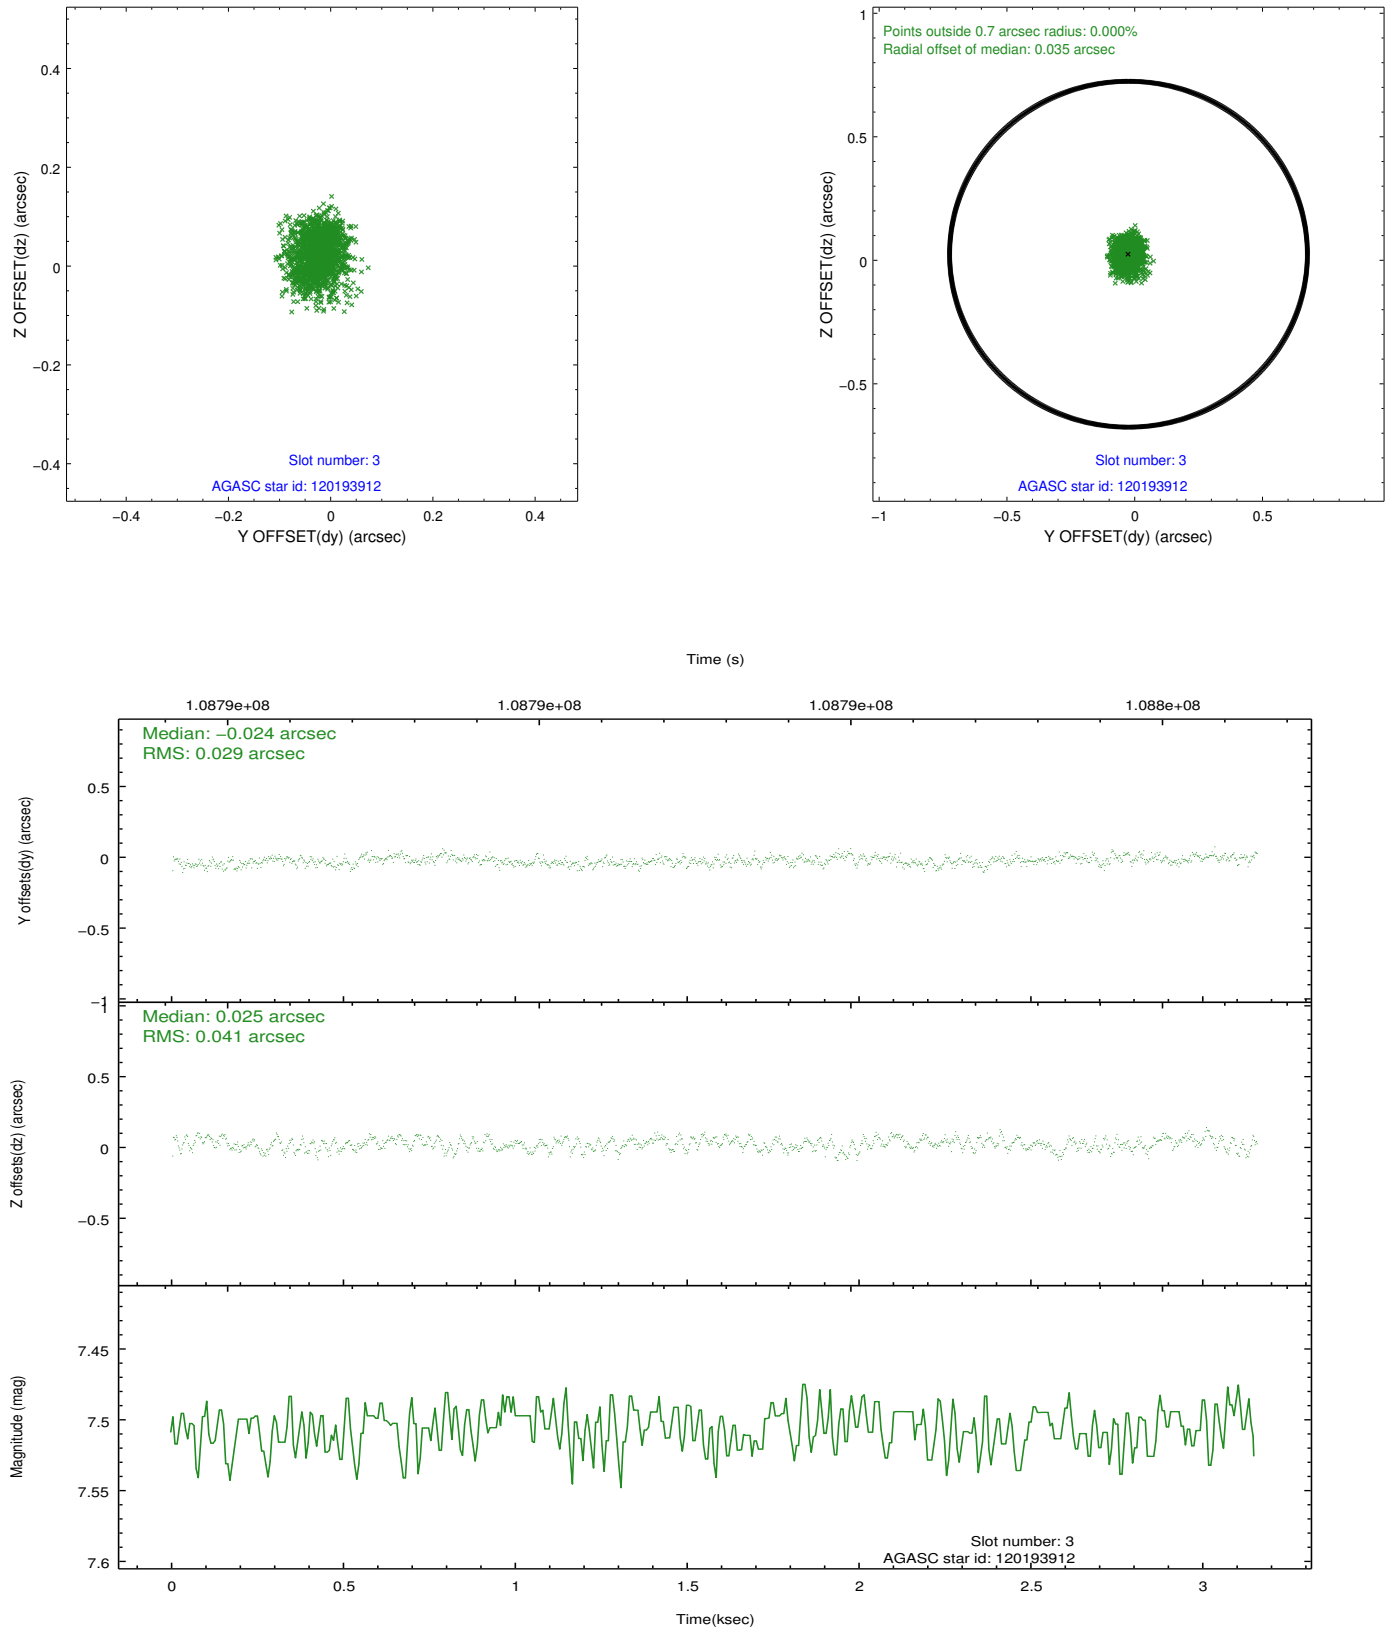 0.4
0.2
0
−0.2
−0.4
Z OFFSET(dz) (arcsec)
Slot number: 3
AGASC star id: 120193912
−0.4 −0.2 0 0.2 0.4
Y OFFSET(dy) (arcsec)
Points outside 0.7 arcsec radius: 0.000%
Radial offset of median: 0.035 arcsec
1
0.5
0
−0.5
Z OFFSET(dz) (arcsec)
Slot number: 3
AGASC star id: 120193912
−1 −0.5 0 0.5
Y OFFSET(dy) (arcsec)
Time (s)
1.0879e+08 1.0879e+08 1.0879e+08 1.088e+08
Median: −0.024 arcsec
RMS: 0.029 arcsec
0.5
0
−0.5
−1
Y offsets(dy) (arcsec)
Median: 0.025 arcsec
RMS: 0.041 arcsec
1
0.5
0
−0.5
Z offsets(dz) (arcsec)
7.45
7.5
7.55
7.6
Magnitude (mag)
Slot number: 3
AGASC star id: 120193912
0 0.5 1 1.5 2 2.5 3
Time(ksec)